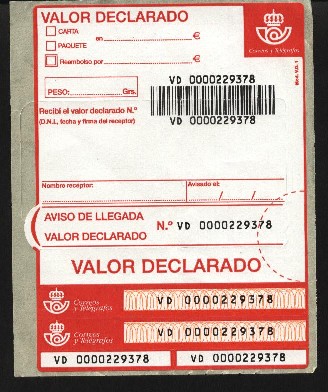 VALOR DECLARADO
CARTA
en €
PAQUETE
Reembolso por €
Correos y Telégrafos
Mod. V.D. 1
PESO: Grs.
VD 0000229378
Recibí el valor declarado N.º
(D.N.I., fecha y firma del receptor)
VD 0000229378
Nombre receptor:
Avisado el:
/ /
AVISO DE LLEGADA
VALOR DECLARADO
N.º VD 0000229378
VALOR DECLARADO
Correos y Telégrafos
VD 0000229378
Correos y Telégrafos
VD 0000229378
VD 0000229378
VD 0000229378